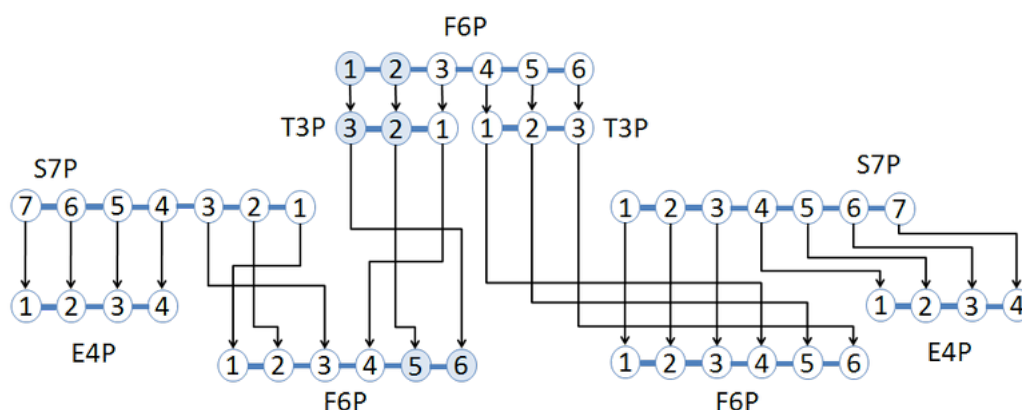 F6P
1 2 3 4 5 6
T3P 3 2 1 1 2 3 T3P
S7P S7P
7 6 5 4 3 2 1 1 2 3 4 5 6 7
1 2 3 4 1 2 3 4
E4P E4P
1 2 3 4 5 6 1 2 3 4 5 6
F6P F6P